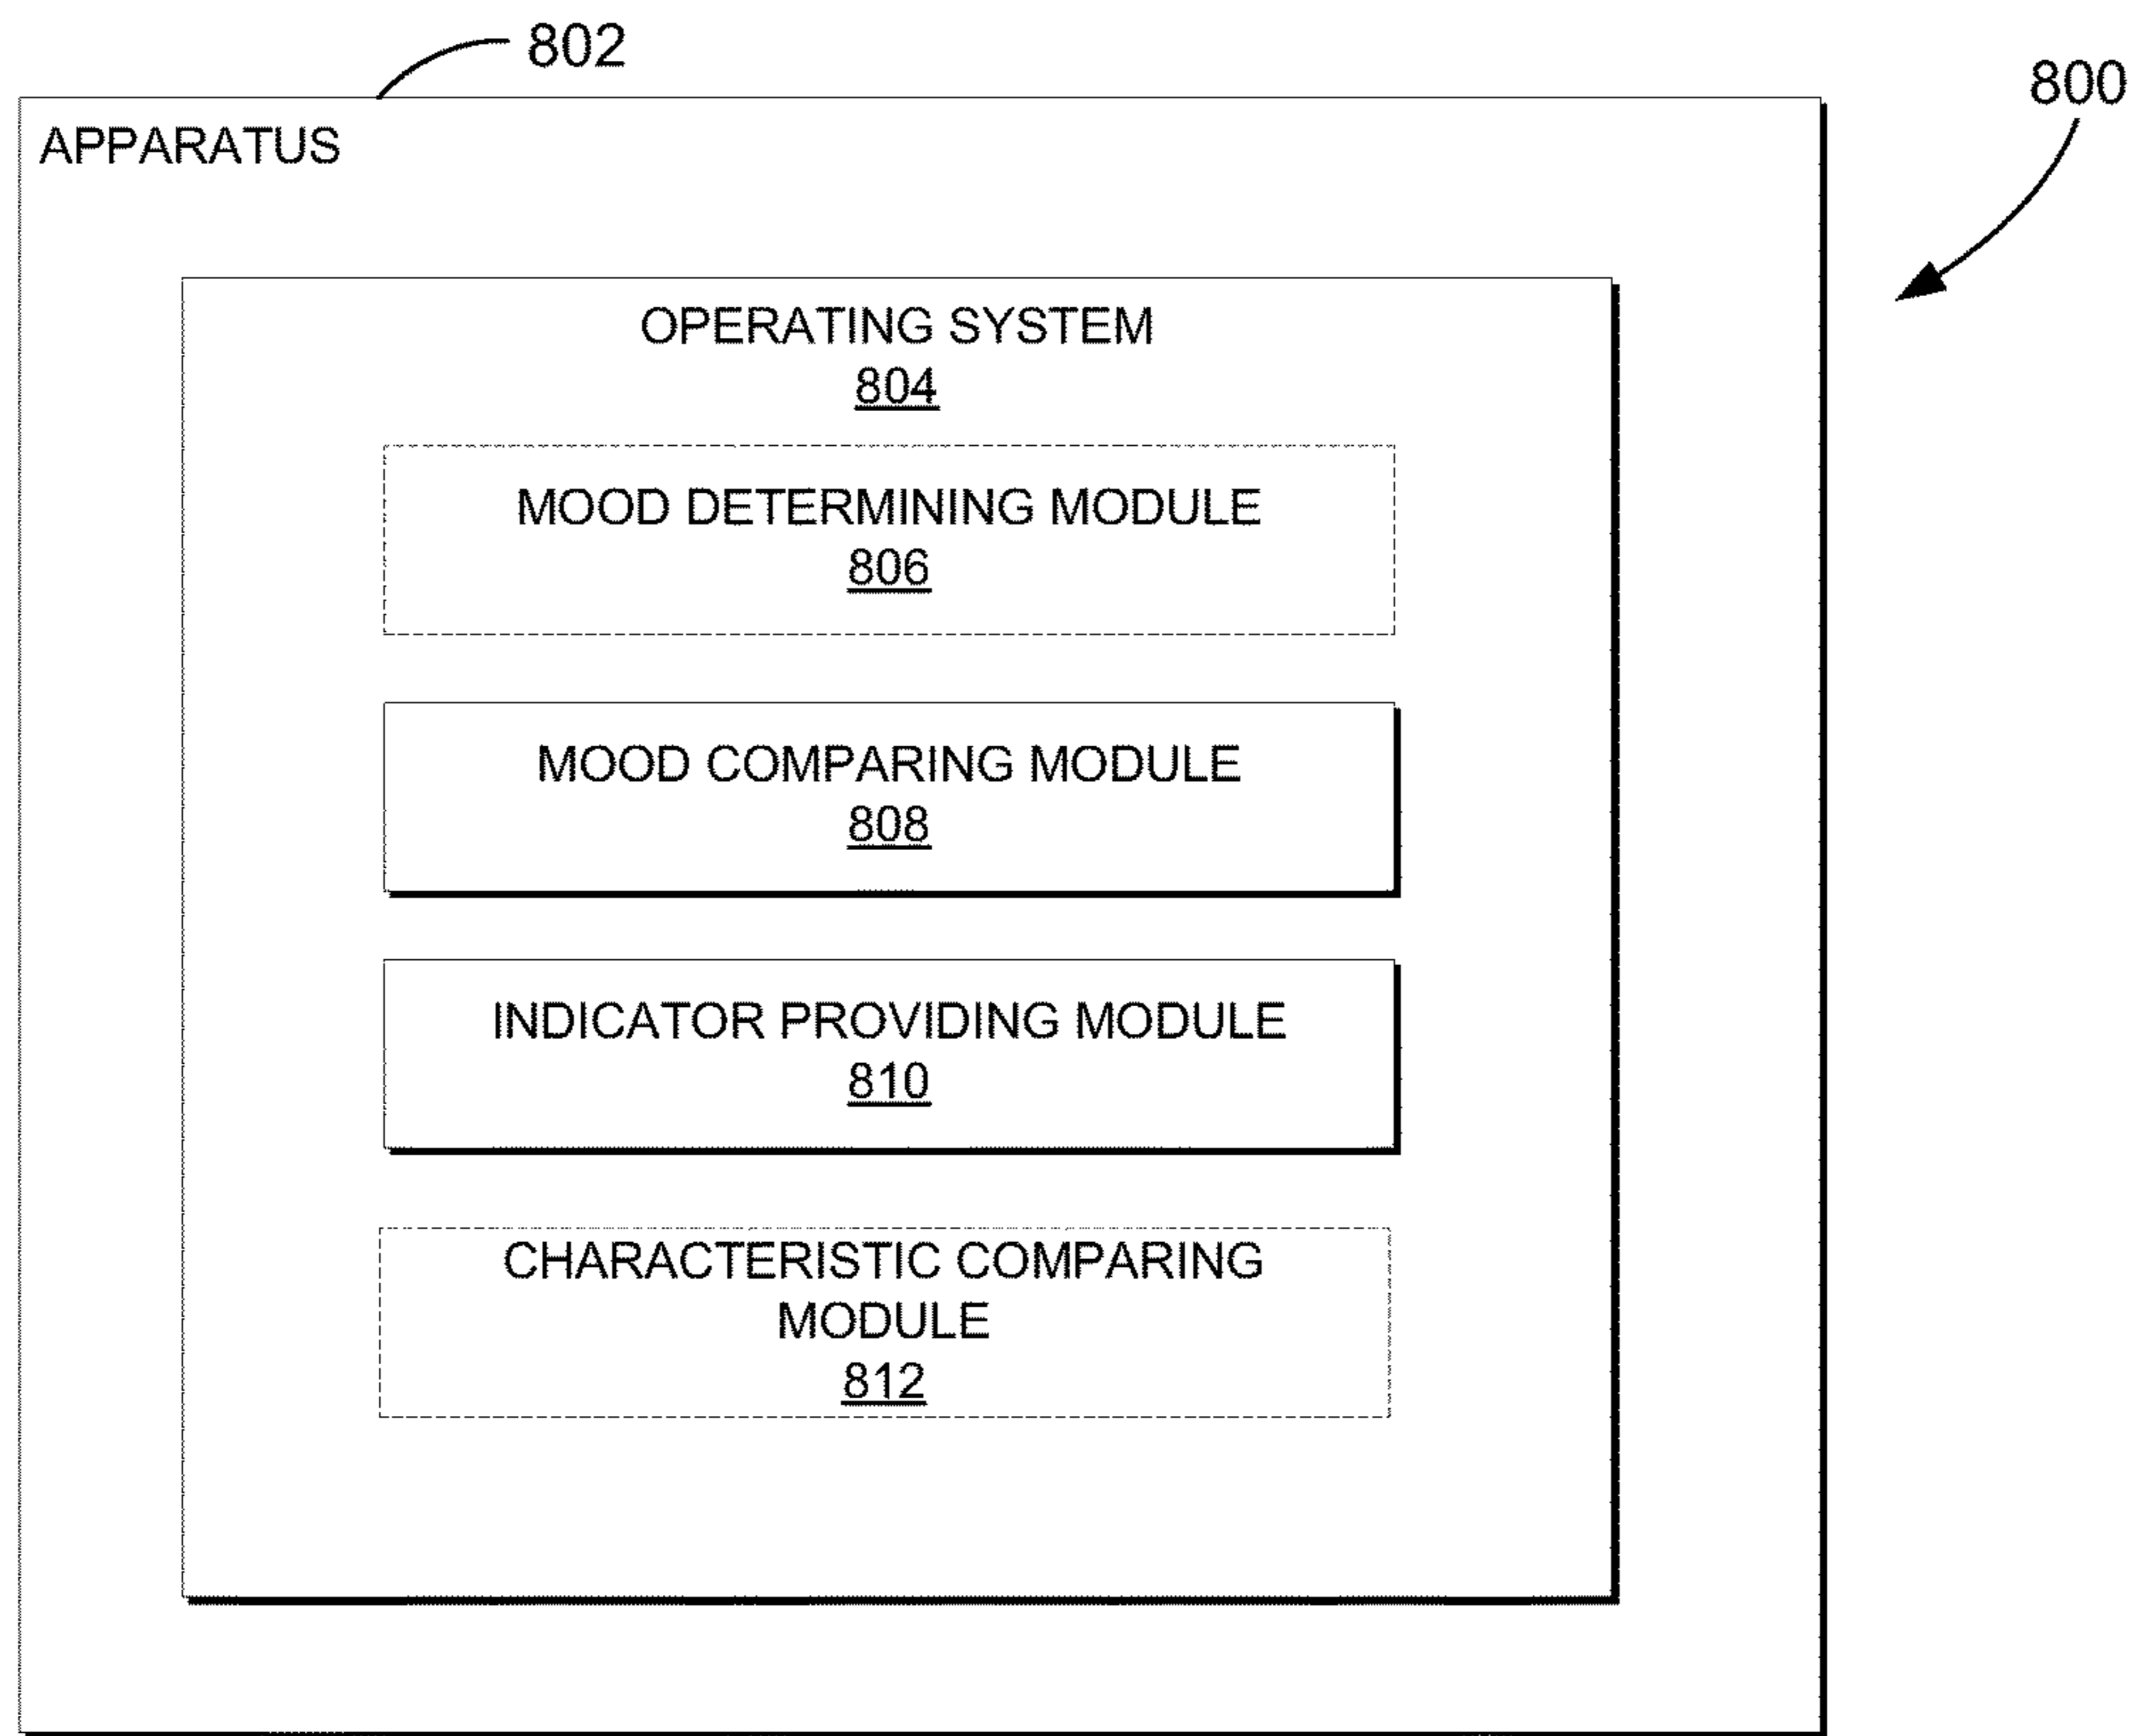 802
800
APPARATUS
OPERATING SYSTEM
804
MOOD DETERMINING MODULE
806
MOOD COMPARING MODULE
808
INDICATOR PROVIDING MODULE
810
CHARACTERISTIC COMPARING
MODULE
812